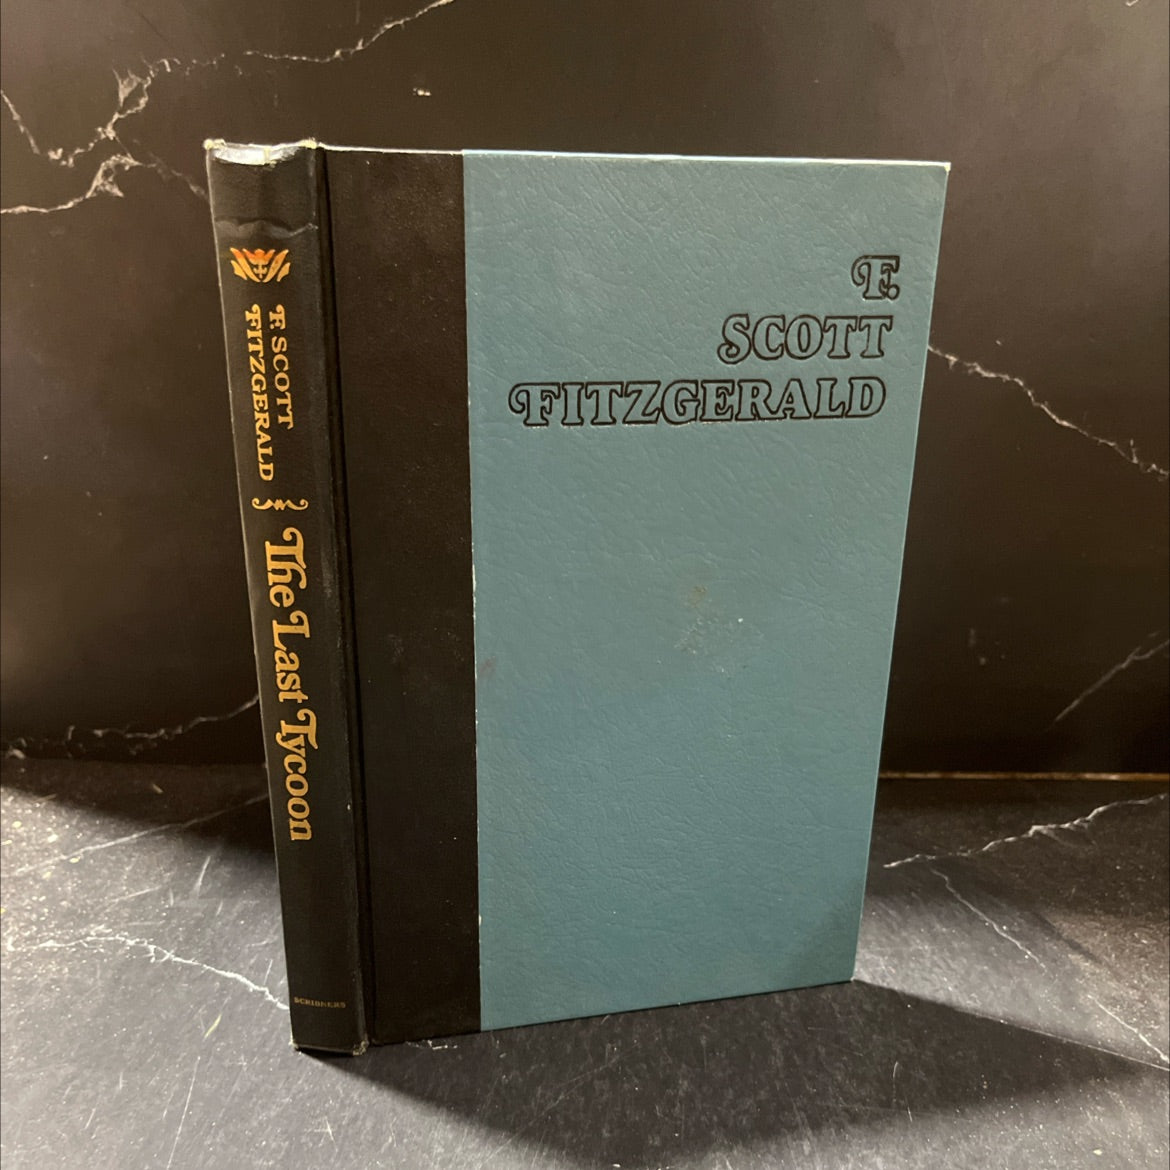 F. SCOTT
FITZGERALD
The Last Tycoon
SCRIBNERS
F.
SCOTT
FITZGERALD